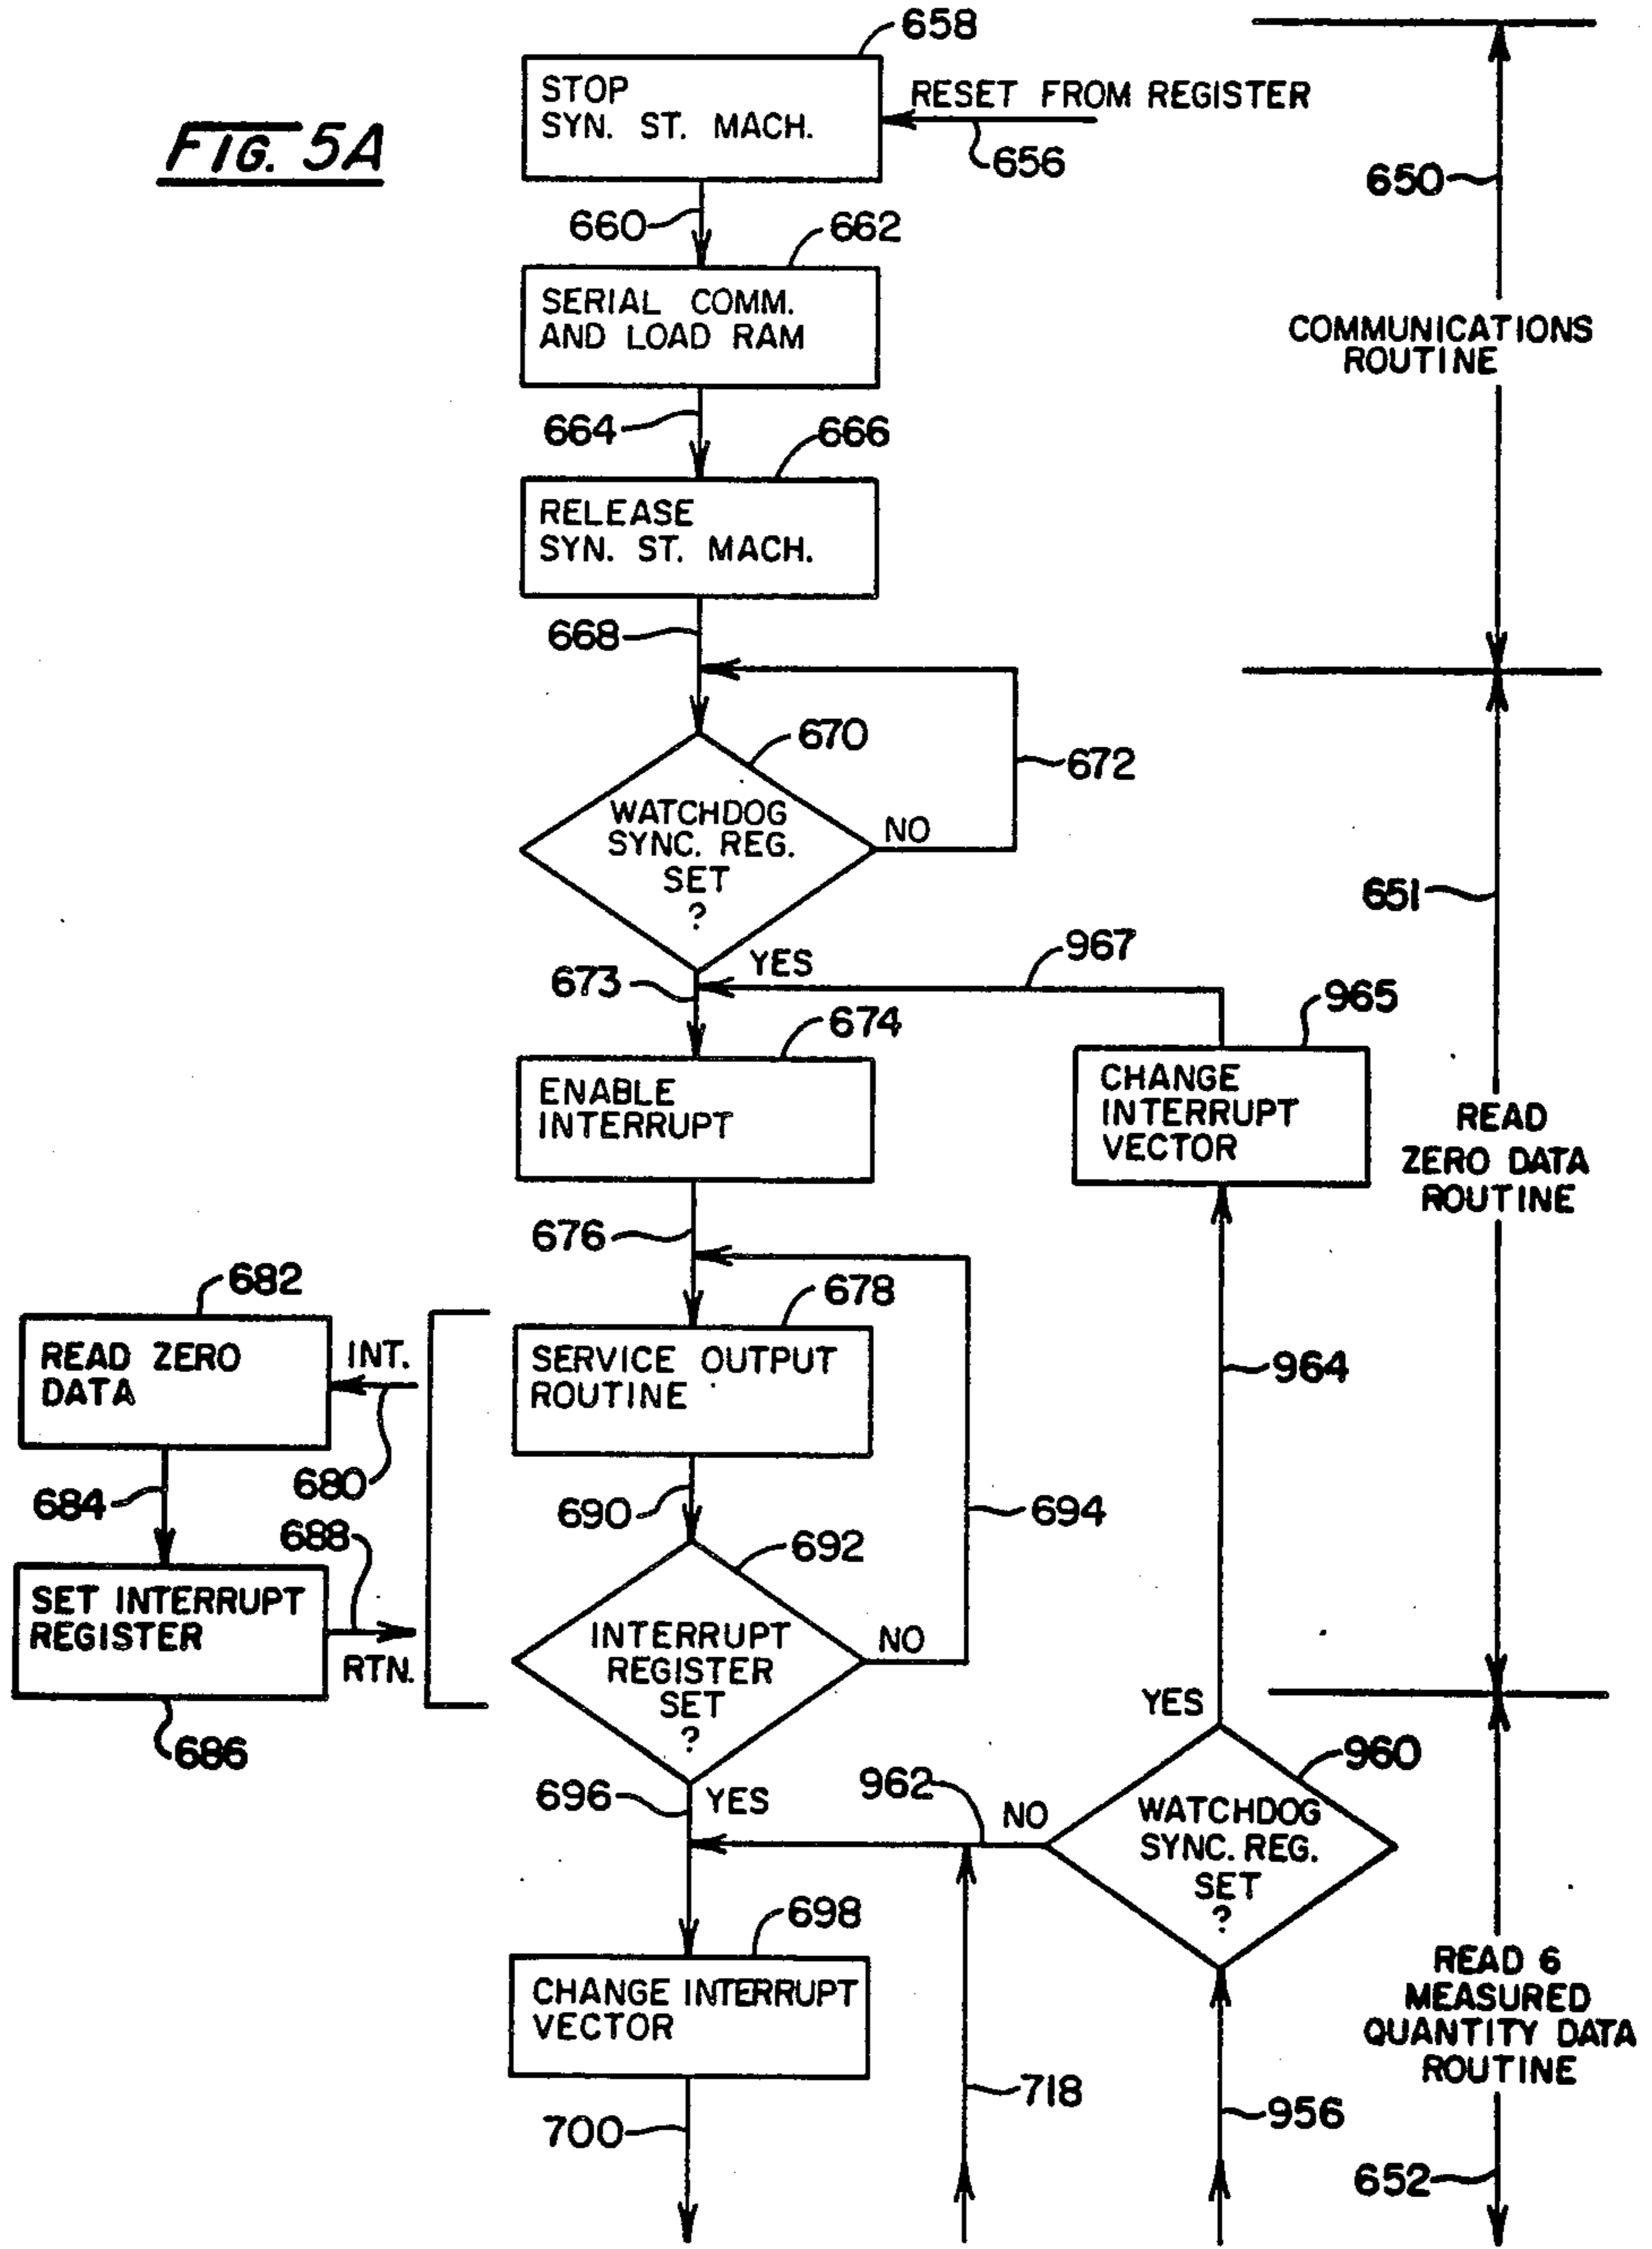 FIG. 5A
658
STOP
SYN. ST. MACH.
RESET FROM REGISTER
656
650
660
662
SERIAL COMM.
AND LOAD RAM
COMMUNICATIONS
ROUTINE
664
666
RELEASE
SYN. ST. MACH.
668
670
672
WATCHDOG
SYNC. REG.
SET
?
NO
651
YES
967
673
965
674
ENABLE
INTERRUPT
CHANGE
INTERRUPT
VECTOR
READ
ZERO DATA
ROUTINE
676
682
678
READ ZERO
DATA
INT.
SERVICE OUTPUT
ROUTINE
964
680
684
690
694
688
692
SET INTERRUPT
REGISTER
RTN.
INTERRUPT
REGISTER
SET
?
NO
686
YES
960
696
YES
962
NO
WATCHDOG
SYNC. REG.
SET
?
698
CHANGE INTERRUPT
VECTOR
READ 6
MEASURED
QUANTITY DATA
ROUTINE
700
718
956
652